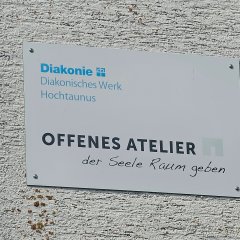 Diakonie
Diakonisches Werk
Hochtaunus
OFFENES ATELIER
der Seele Raum geben